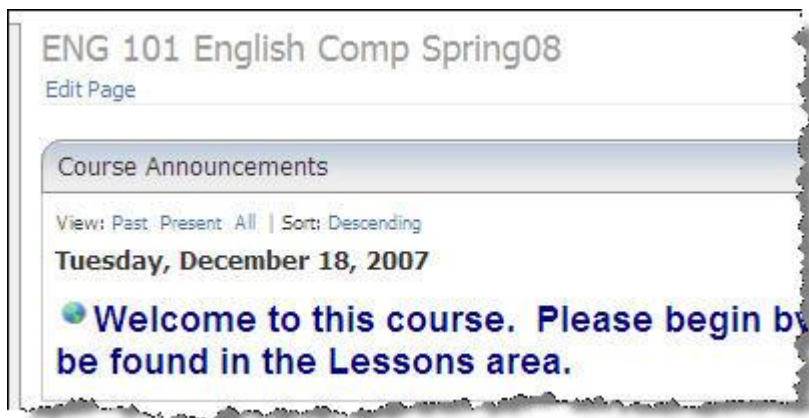 ENG 101 English Comp Spring08
Edit Page
Course Announcements
View: Past Present All | Sort: Descending
Tuesday, December 18, 2007
Welcome to this course. Please begin by
be found in the Lessons area.